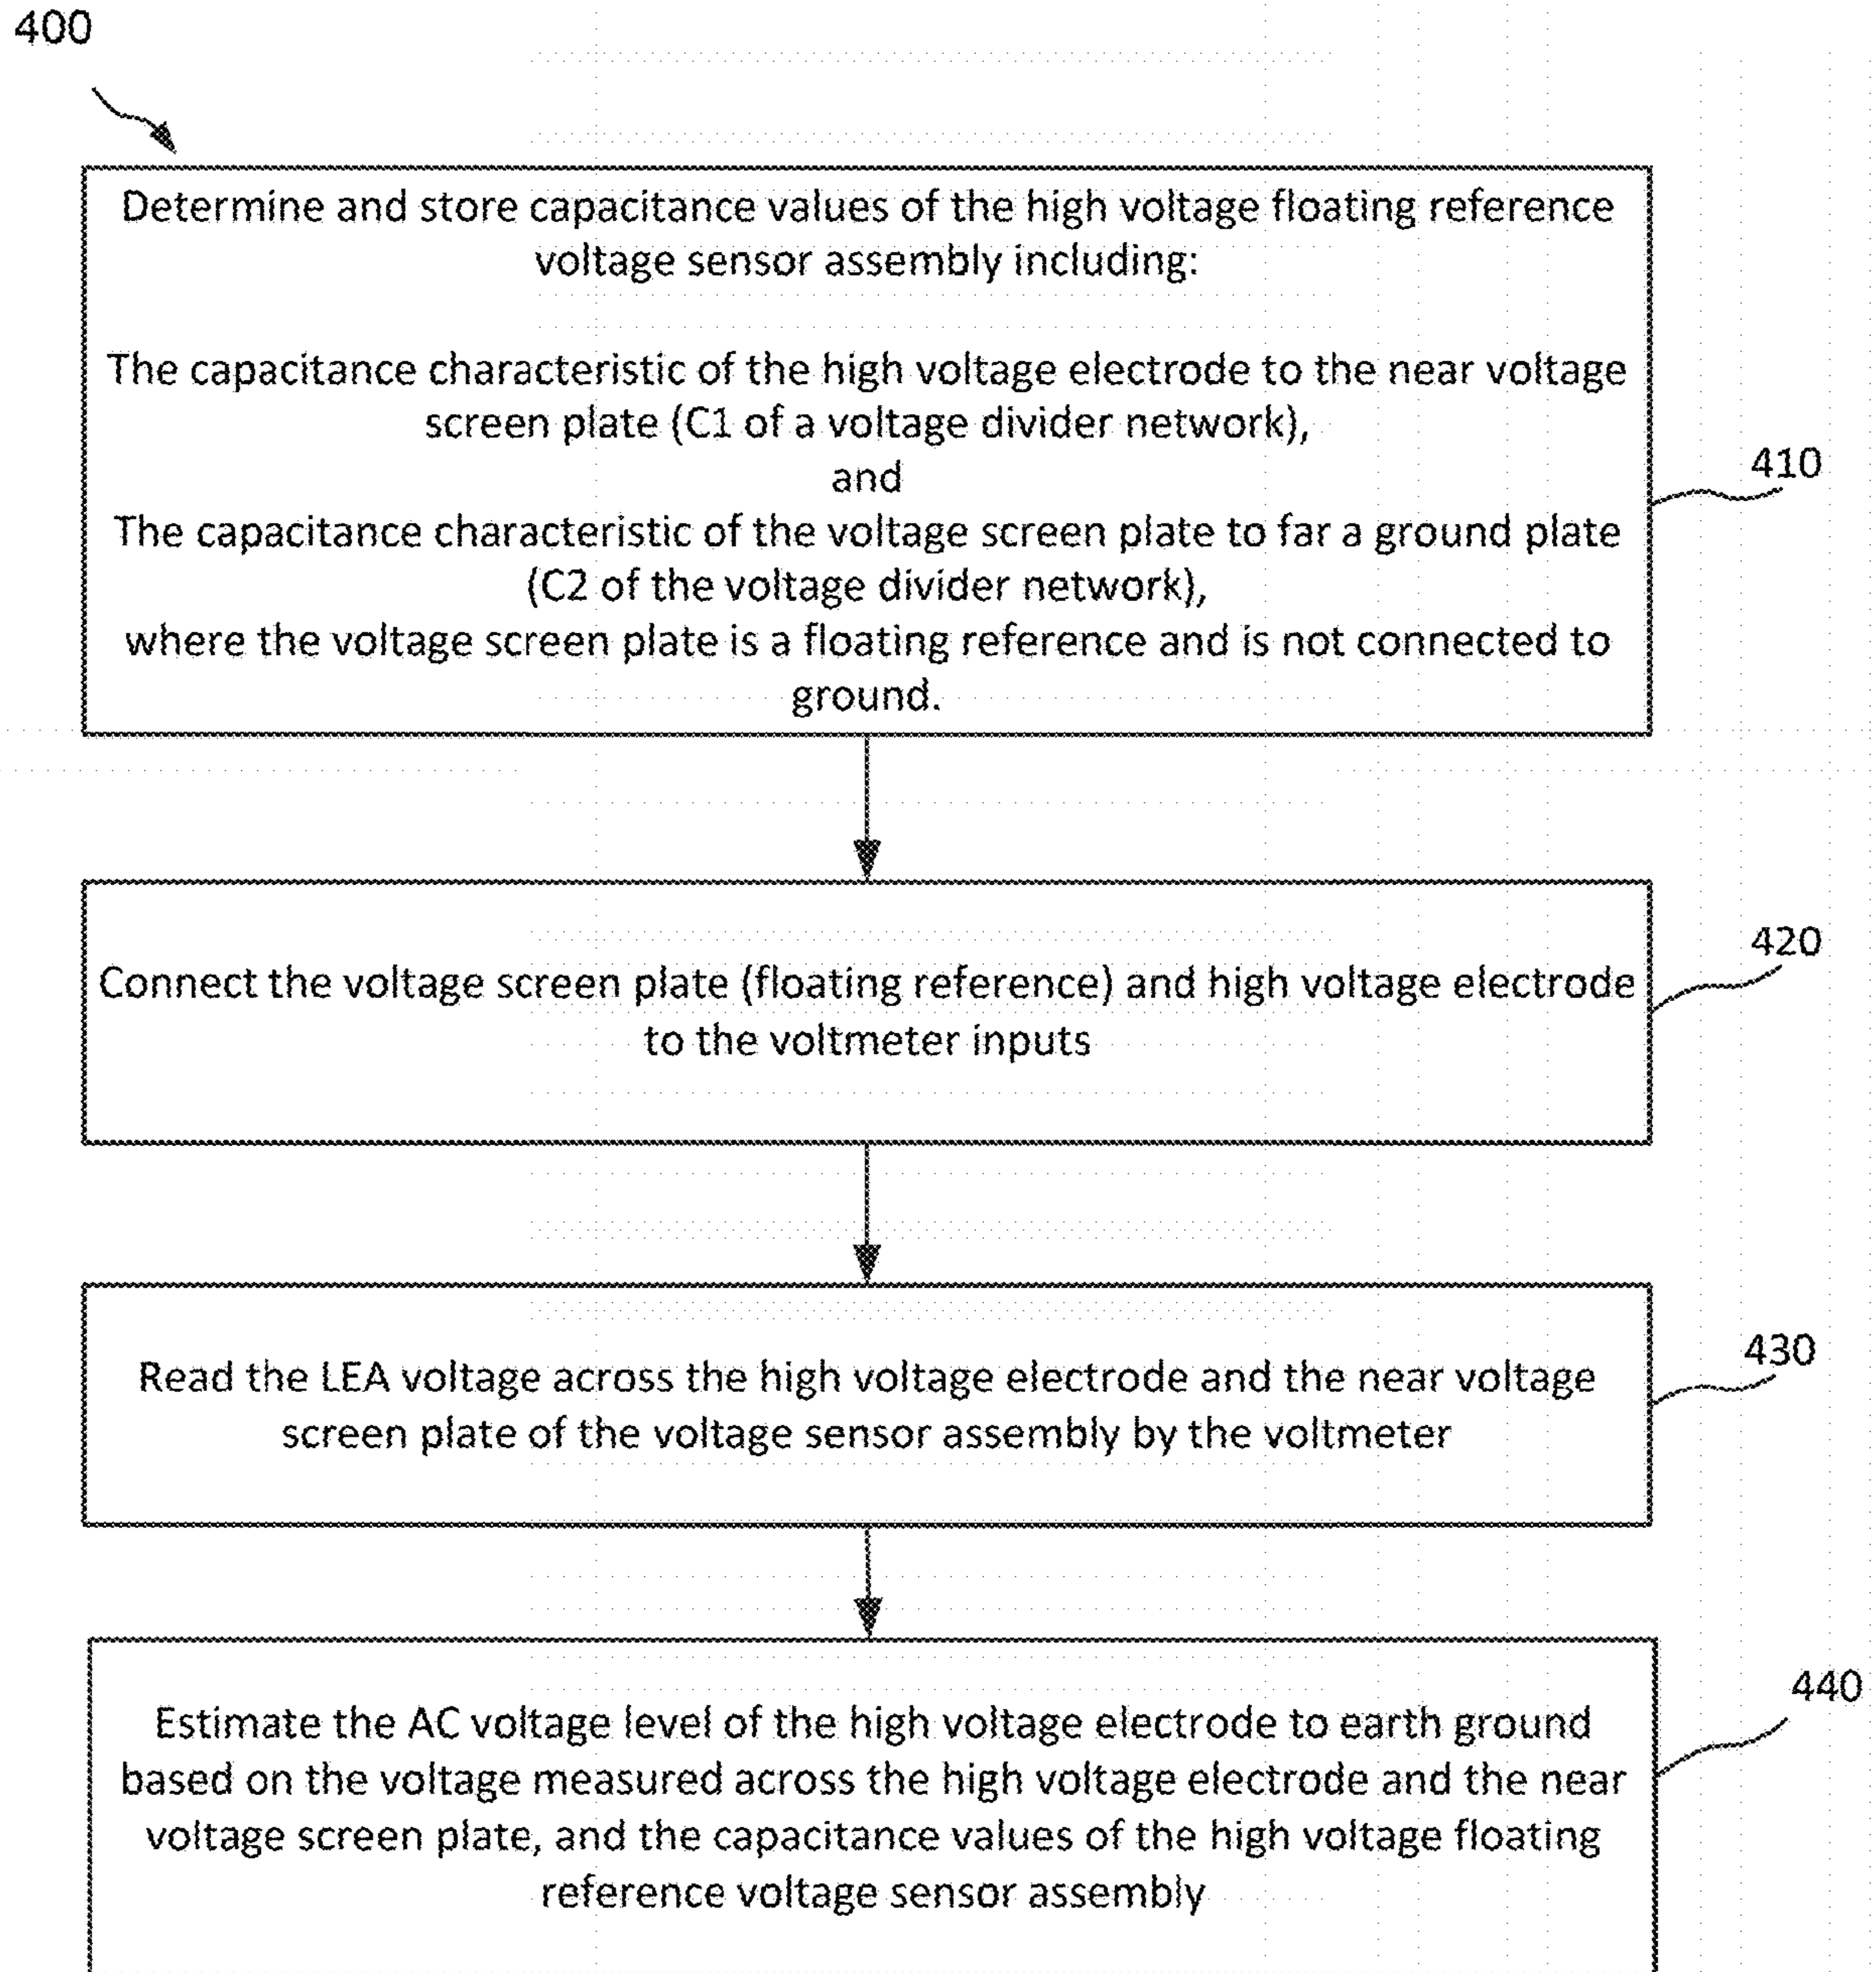 400
Determine and store capacitance values of the high voltage floating reference
voltage sensor assembly including:
The capacitance characteristic of the high voltage electrode to the near voltage
screen plate (C1 of a voltage divider network),
and
The capacitance characteristic of the voltage screen plate to far a ground plate
(C2 of the voltage divider network),
where the voltage screen plate is a floating reference and is not connected to
ground.
410
Connect the voltage screen plate (floating reference) and high voltage electrode
to the voltmeter inputs
420
Read the LEA voltage across the high voltage electrode and the near voltage
screen plate of the voltage sensor assembly by the voltmeter
430
Estimate the AC voltage level of the high voltage electrode to earth ground
based on the voltage measured across the high voltage electrode and the near
voltage screen plate, and the capacitance values of the high voltage floating
reference voltage sensor assembly
440